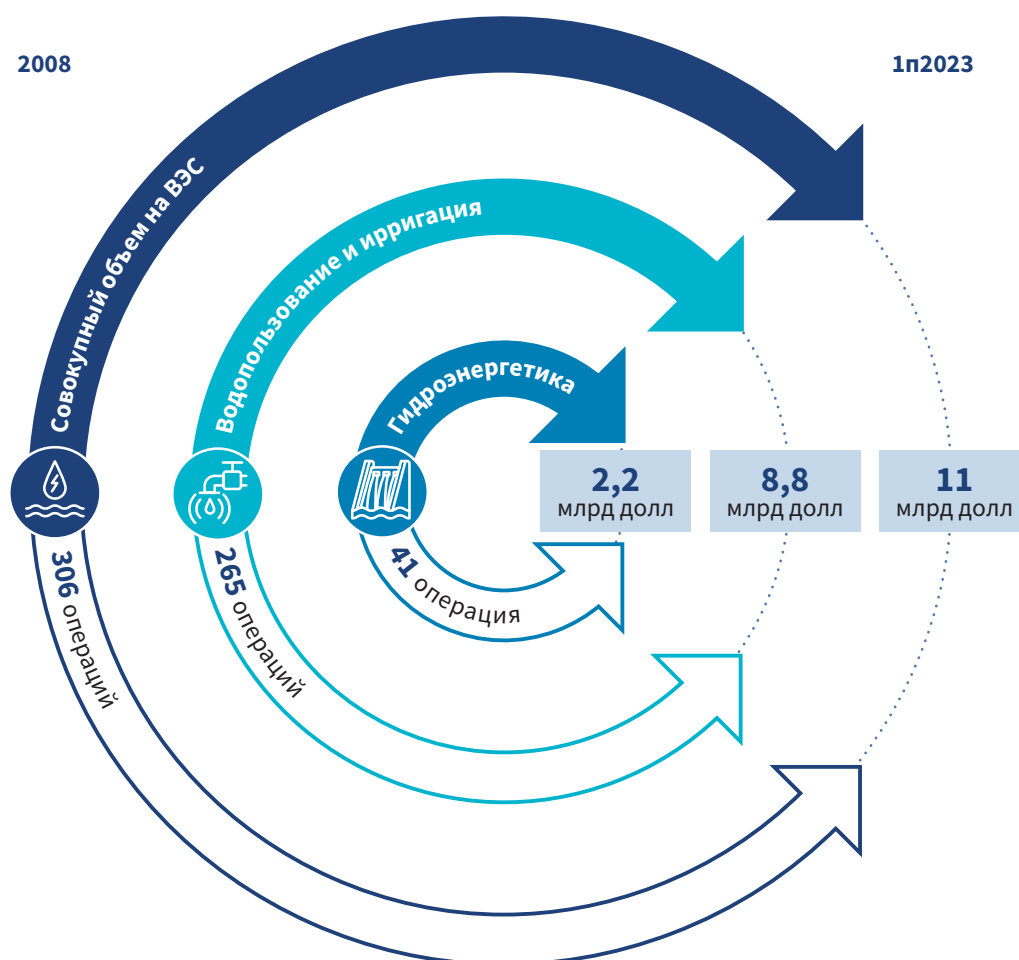 2008
1п2023
Совокупный объем на ВЭС
Водопользование и ирригация
Гидроэнергетика
2,2
млрд долл
8,8
млрд долл
11
млрд долл
306 операций
265 операций
41 операция